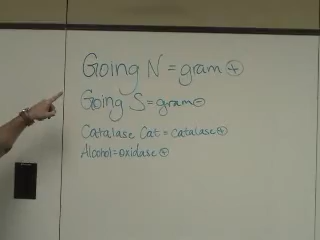 Going N = gram ⊕
Going S = gram ⊖
Catalase Cat = catalase ⊕
Alcohol = oxidase ⊕